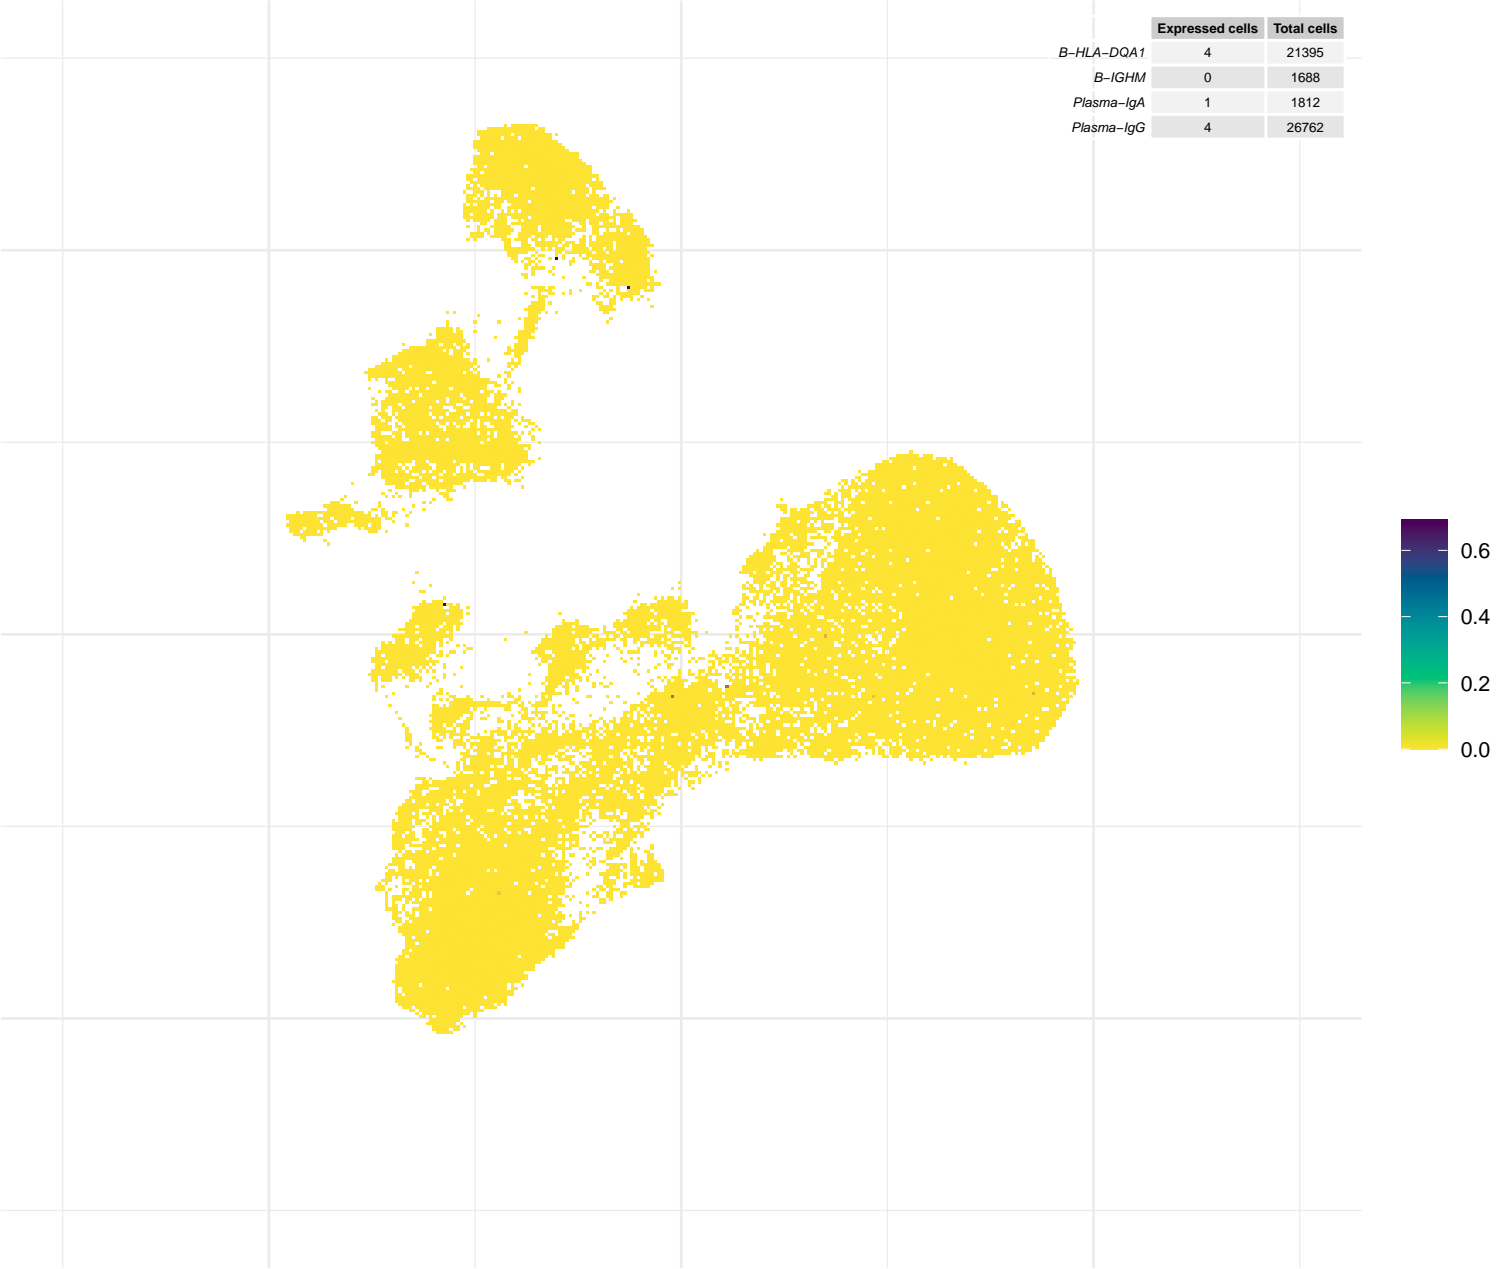 Expressed cells Total cells
B−HLA−DQA1 4 21395
B−IGHM 0 1688
Plasma−IgA 1 1812
Plasma−IgG 4 26762
0.6
0.4
0.2
0.0